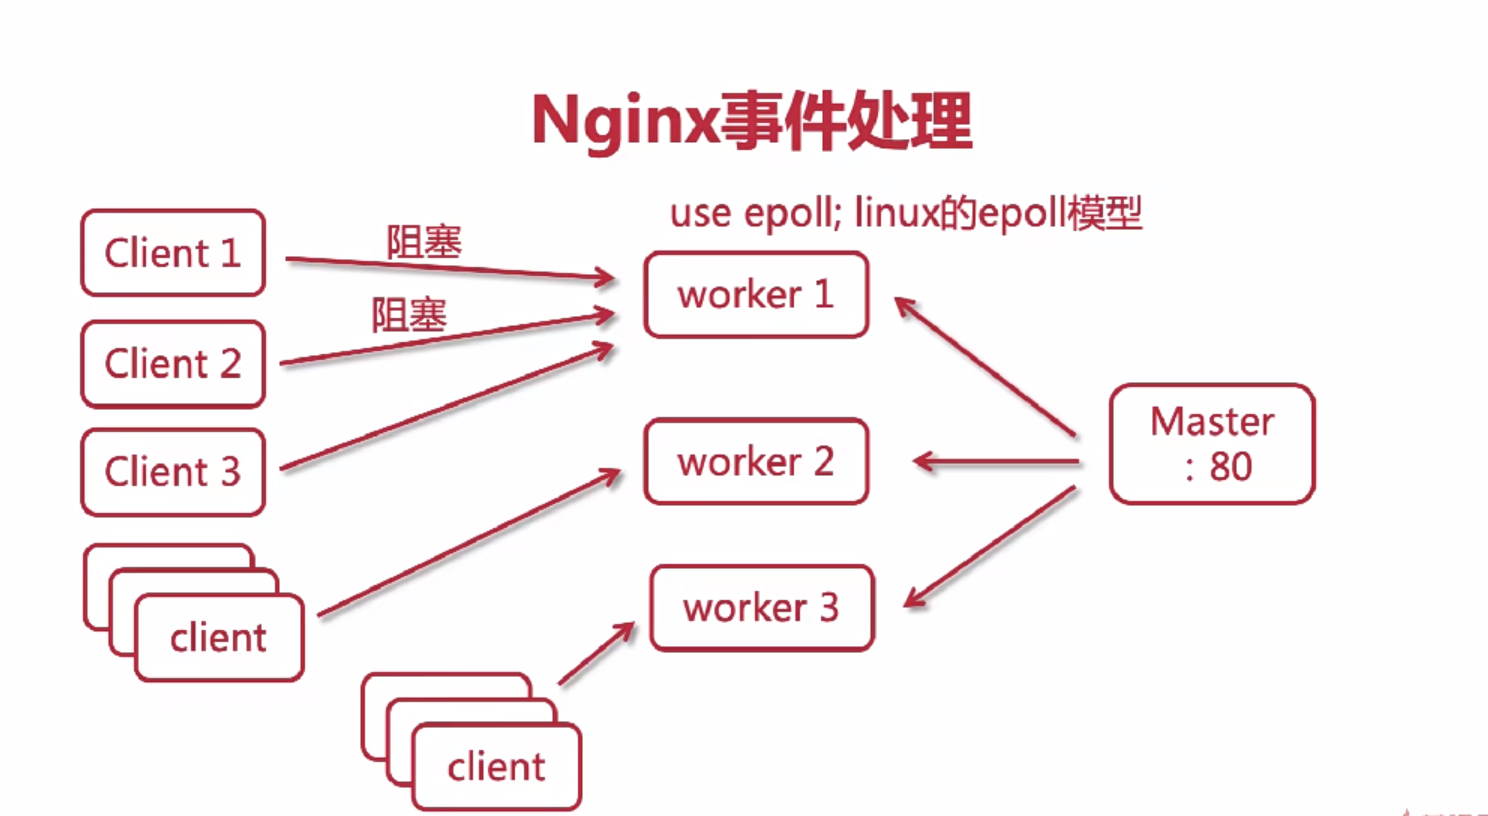 Nginx事件处理
use epoll; linux的epoll模型
Client 1
阻塞
worker 1
Client 2
阻塞
Client 3
worker 2
Master
: 80
client
worker 3
client